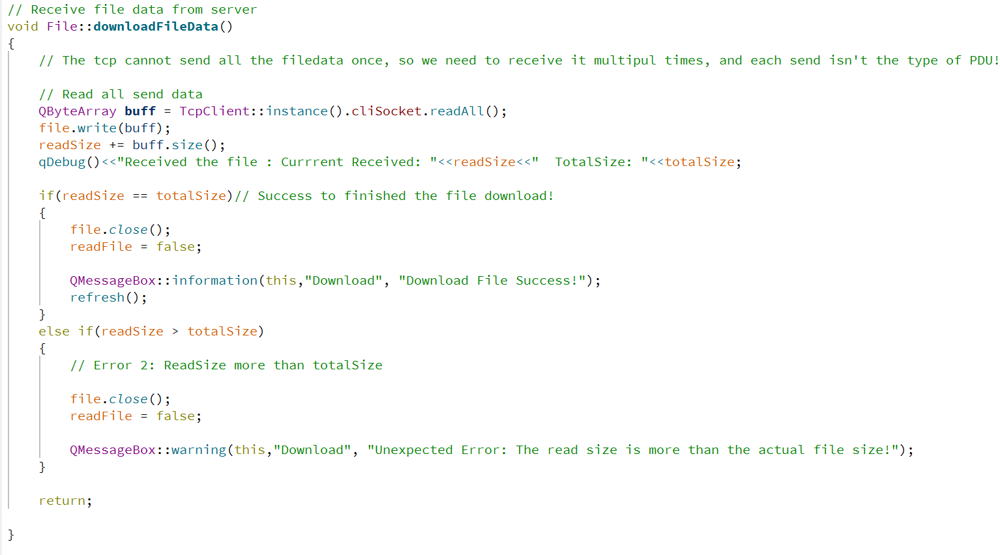 // Receive file data from server
void File::downloadFileData()
{
    // The tcp cannot send all the filedata once, so we need to receive it multipul times, and each send isn't the type of PDU!
    // Read all send data
    QByteArray buff = TcpClient::instance().cliSocket.readAll();
    file.write(buff);
    readSize += buff.size();
    qDebug()<<"Received the file : Currrent Received: "<<readSize<<"  TotalSize: "<<totalSize;
    if(readSize == totalSize)// Success to finished the file download!
    {
        file.close();
        readFile = false;
        QMessageBox::information(this,"Download", "Download File Success!");
        refresh();
    }
    else if(readSize > totalSize)
    {
        // Error 2: ReadSize more than totalSize
        file.close();
        readFile = false;
        QMessageBox::warning(this,"Download", "Unexpected Error: The read size is more than the actual file size!");
    }
    return;
}